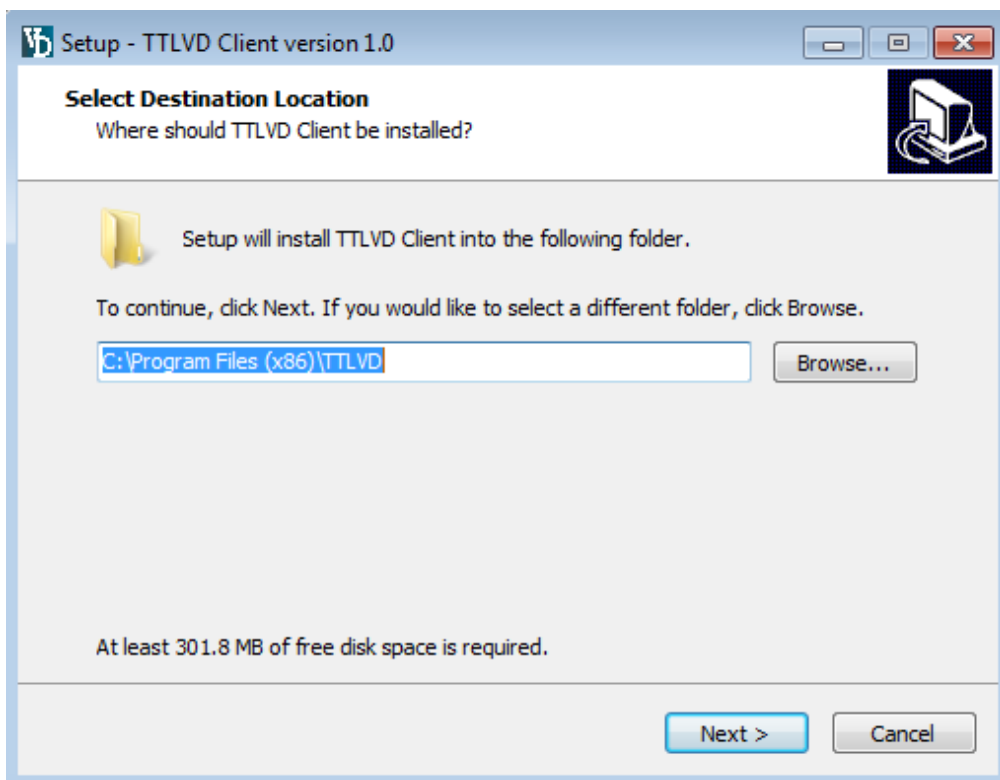 VD Setup - TTLVD Client version 1.0
Select Destination Location
Where should TTLVD Client be installed?
Setup will install TTLVD Client into the following folder.
To continue, click Next. If you would like to select a different folder, click Browse.
C:\Program Files (x86)\TTLVD
Browse...
At least 301.8 MB of free disk space is required.
Next >
Cancel